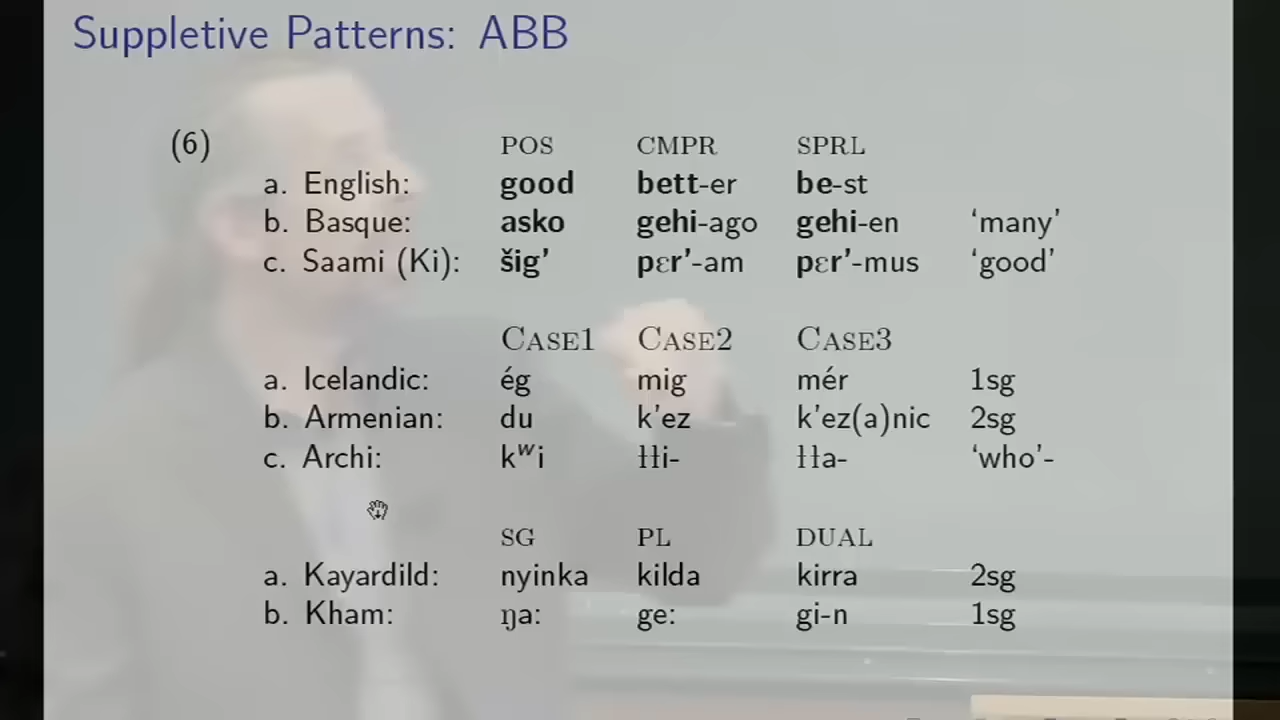 Suppletive Patterns: ABB
(6) POS CMPR SPRL
a. English: good bett-er be-st
b. Basque: asko gehi-ago gehi-en ‘many’
c. Saami (Ki): šig’ pɛr’-am pɛr’-mus ‘good’
CASE1 CASE2 CASE3
a. Icelandic: ég mig mér 1sg
b. Armenian: du k’ez k’ez(a)nic 2sg
c. Archi: kʷi ɫɫi- ɫɫa- ‘who’-
SG PL DUAL
a. Kayardild: nyinka kilda kirra 2sg
b. Kham: ŋa: ge: gi-n 1sg